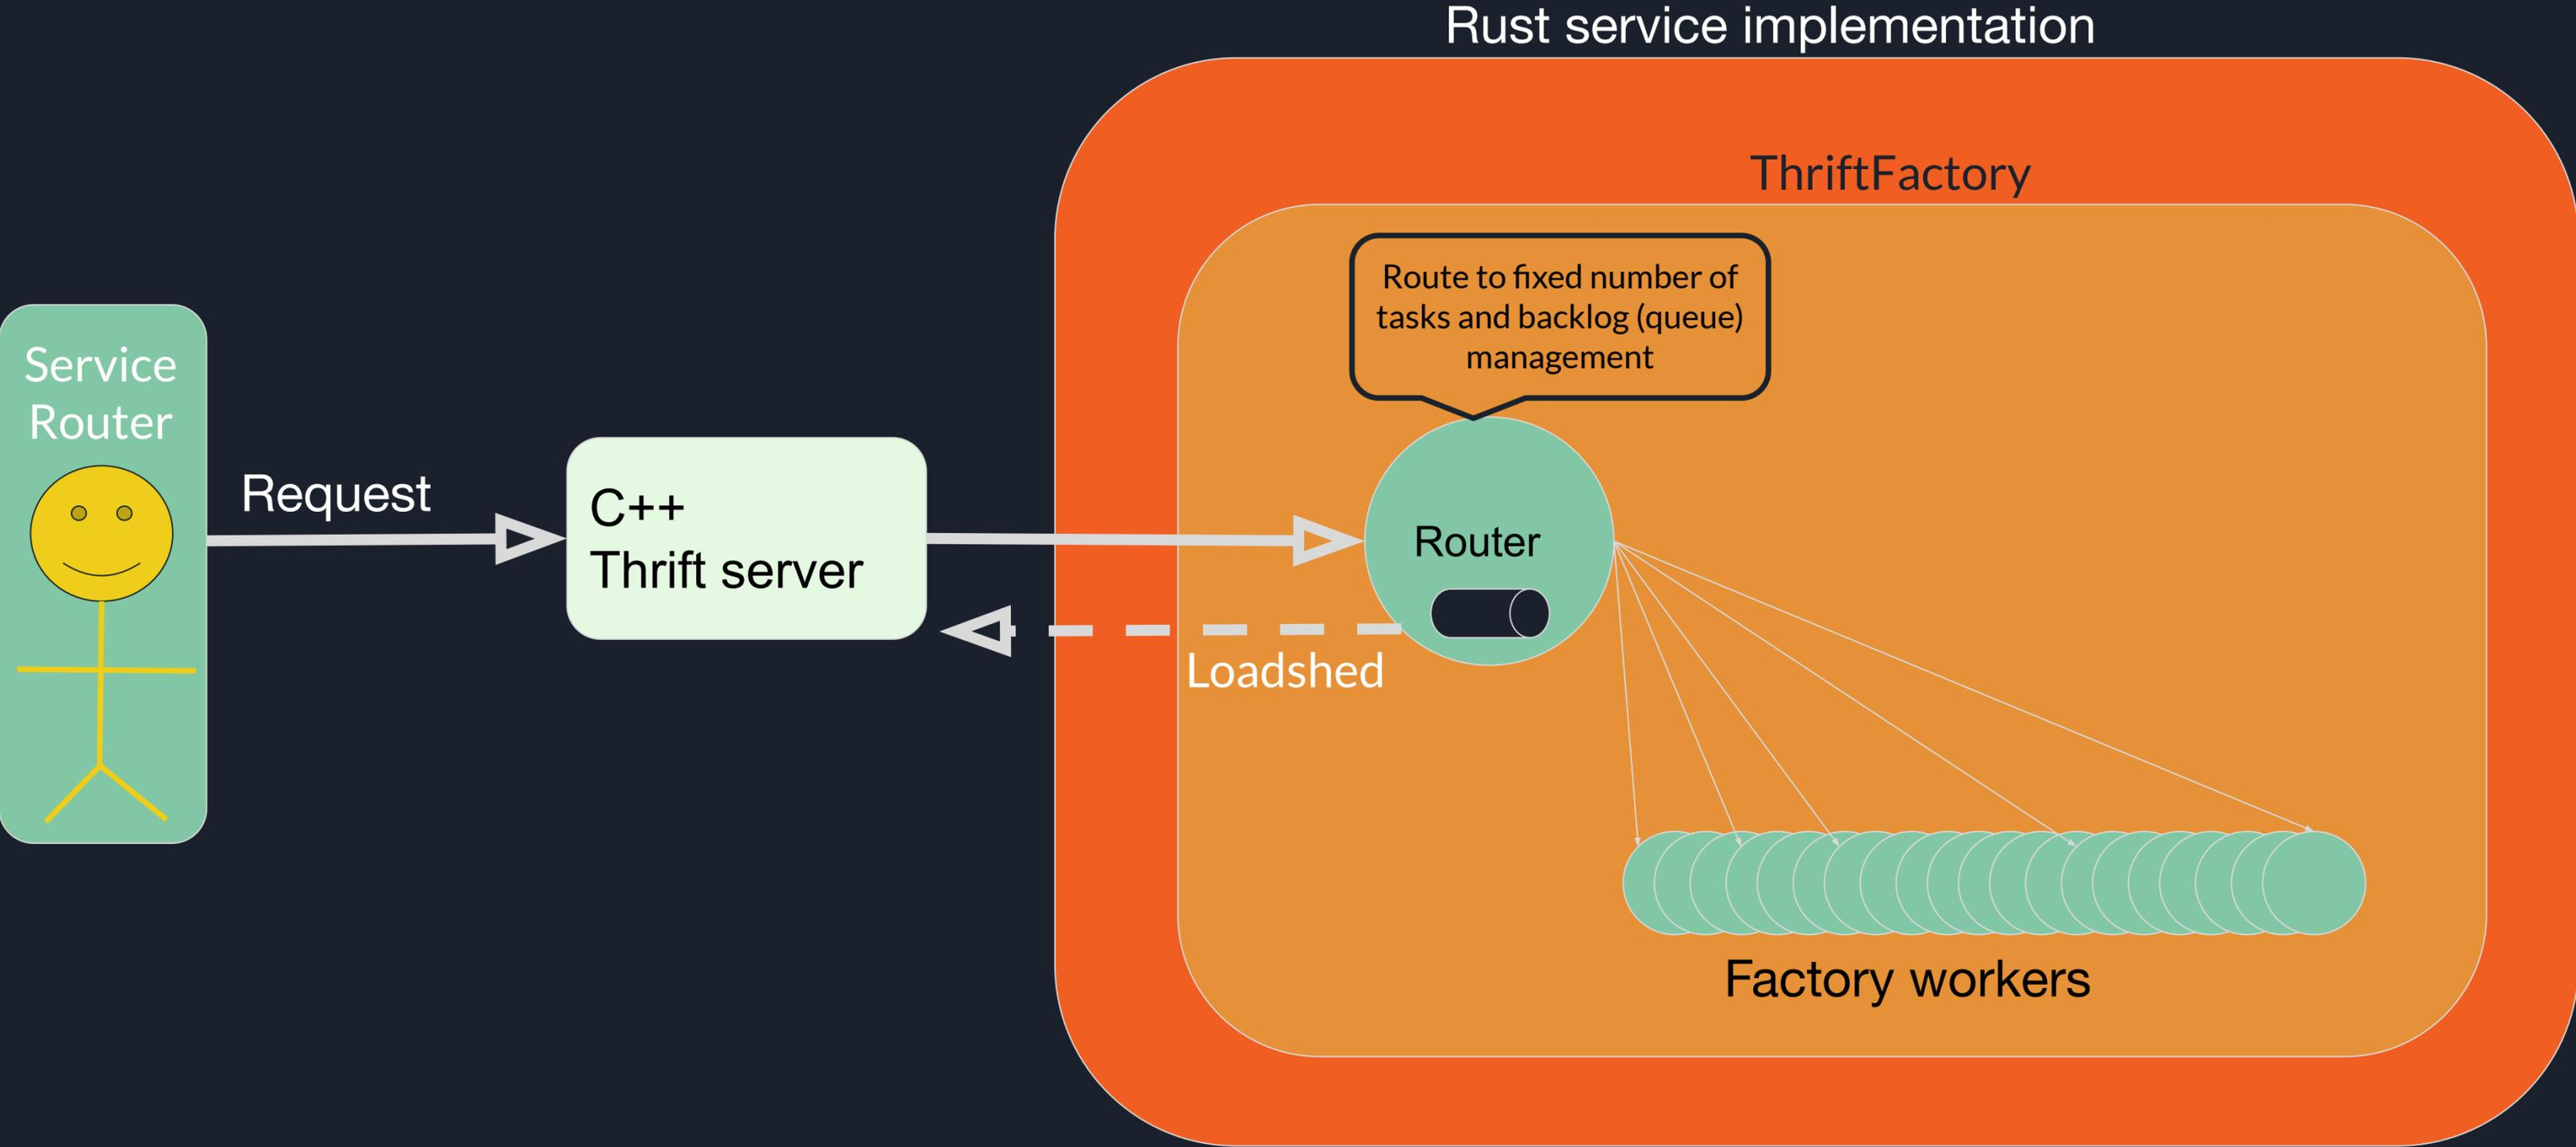 Rust service implementation
ThriftFactory
Route to fixed number of
tasks and backlog (queue)
management
Service
Router
Request
C++
Thrift server
Router
Loadshed
Factory workers